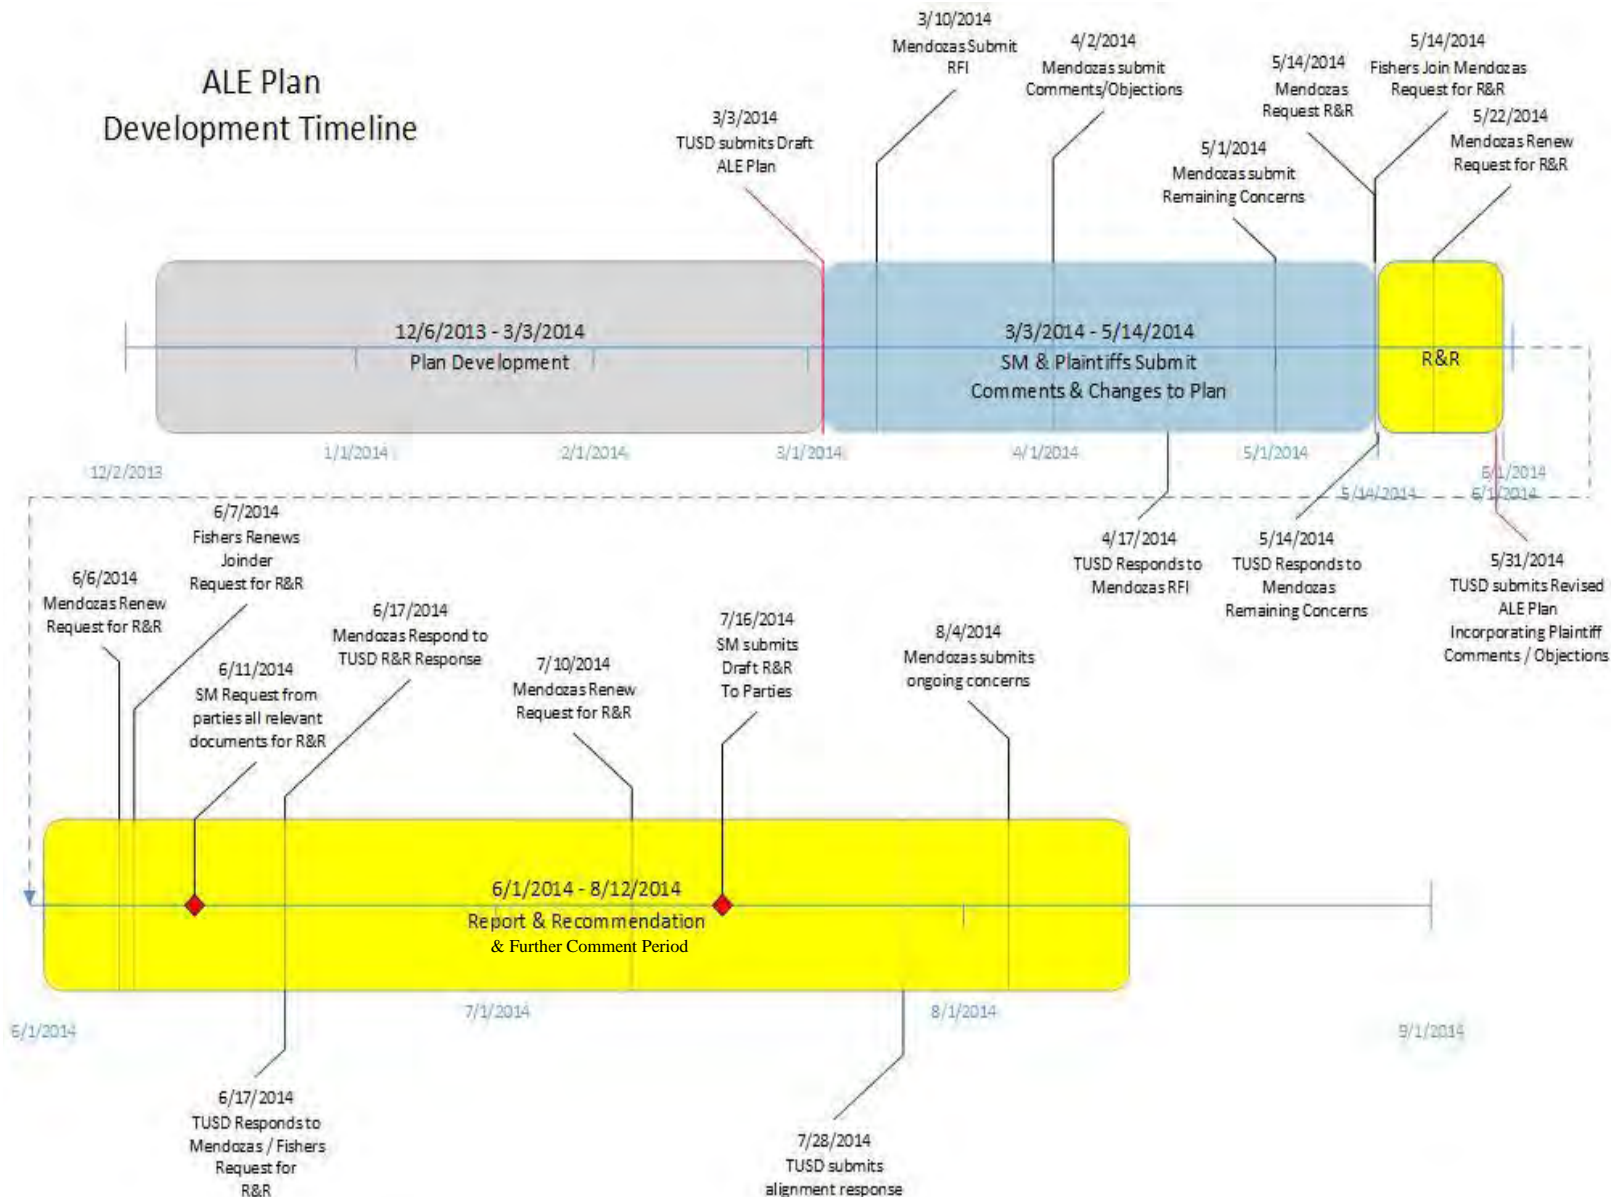 ALE Plan
Development Timeline
3/3/2014
TUSD submits Draft
ALE Plan
3/10/2014
Mendozas Submit
RFI
4/2/2014
Mendozas submit
Comments/Objections
5/1/2014
Mendozas submit
Remaining Concerns
5/14/2014
Mendozas
Request R&R
5/14/2014
Fishers Join Mendozas
Request for R&R
5/22/2014
Mendozas Renew
Request for R&R
12/6/2013 - 3/3/2014
Plan Development
3/3/2014 - 5/14/2014
SM & Plaintiffs Submit
Comments & Changes to Plan
R&R
12/2/2013
1/1/2014
2/1/2014
3/1/2014
4/1/2014
5/1/2014
5/14/2014
6/1/2014
6/1/2014
4/17/2014
TUSD Responds to
Mendozas RFI
5/14/2014
TUSD Responds to
Mendozas
Remaining Concerns
5/31/2014
TUSD submits Revised
ALE Plan
Incorporating Plaintiff
Comments / Objections
6/6/2014
Mendozas Renew
Request for R&R
6/7/2014
Fishers Renews
Joinder
Request for R&R
6/11/2014
SM Request from
parties all relevant
documents for R&R
6/17/2014
Mendozas Respond to
TUSD R&R Response
7/10/2014
Mendozas Renew
Request for R&R
7/16/2014
SM submits
Draft R&R
To Parties
8/4/2014
Mendozas submits
ongoing concerns
6/1/2014 - 8/12/2014
Report & Recommendation
& Further Comment Period
6/1/2014
7/1/2014
8/1/2014
9/1/2014
6/17/2014
TUSD Responds to
Mendozas / Fishers
Request for
R&R
7/28/2014
TUSD submits
alignment response